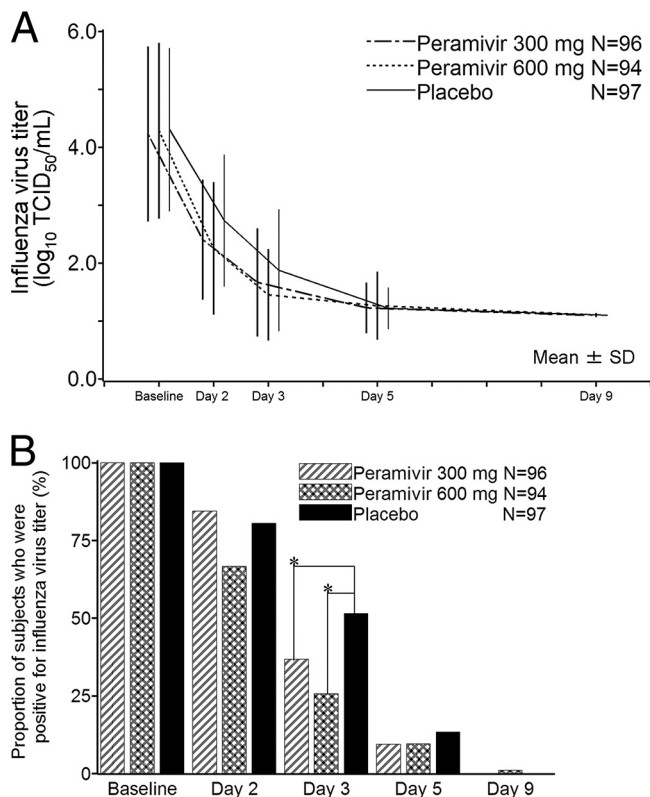 A
Influenza virus titer
(log10 TCID50/mL)
6.0
4.0
2.0
0.0
Peramivir 300 mg N=96
Peramivir 600 mg N=94
Placebo N=97
Mean ± SD
Baseline Day 2 Day 3 Day 5 Day 9
B
Proportion of subjects who were
positive for influenza virus titer (%)
100
75
50
25
0
Peramivir 300 mg N=96
Peramivir 600 mg N=94
Placebo N=97
*
*
Baseline Day 2 Day 3 Day 5 Day 9